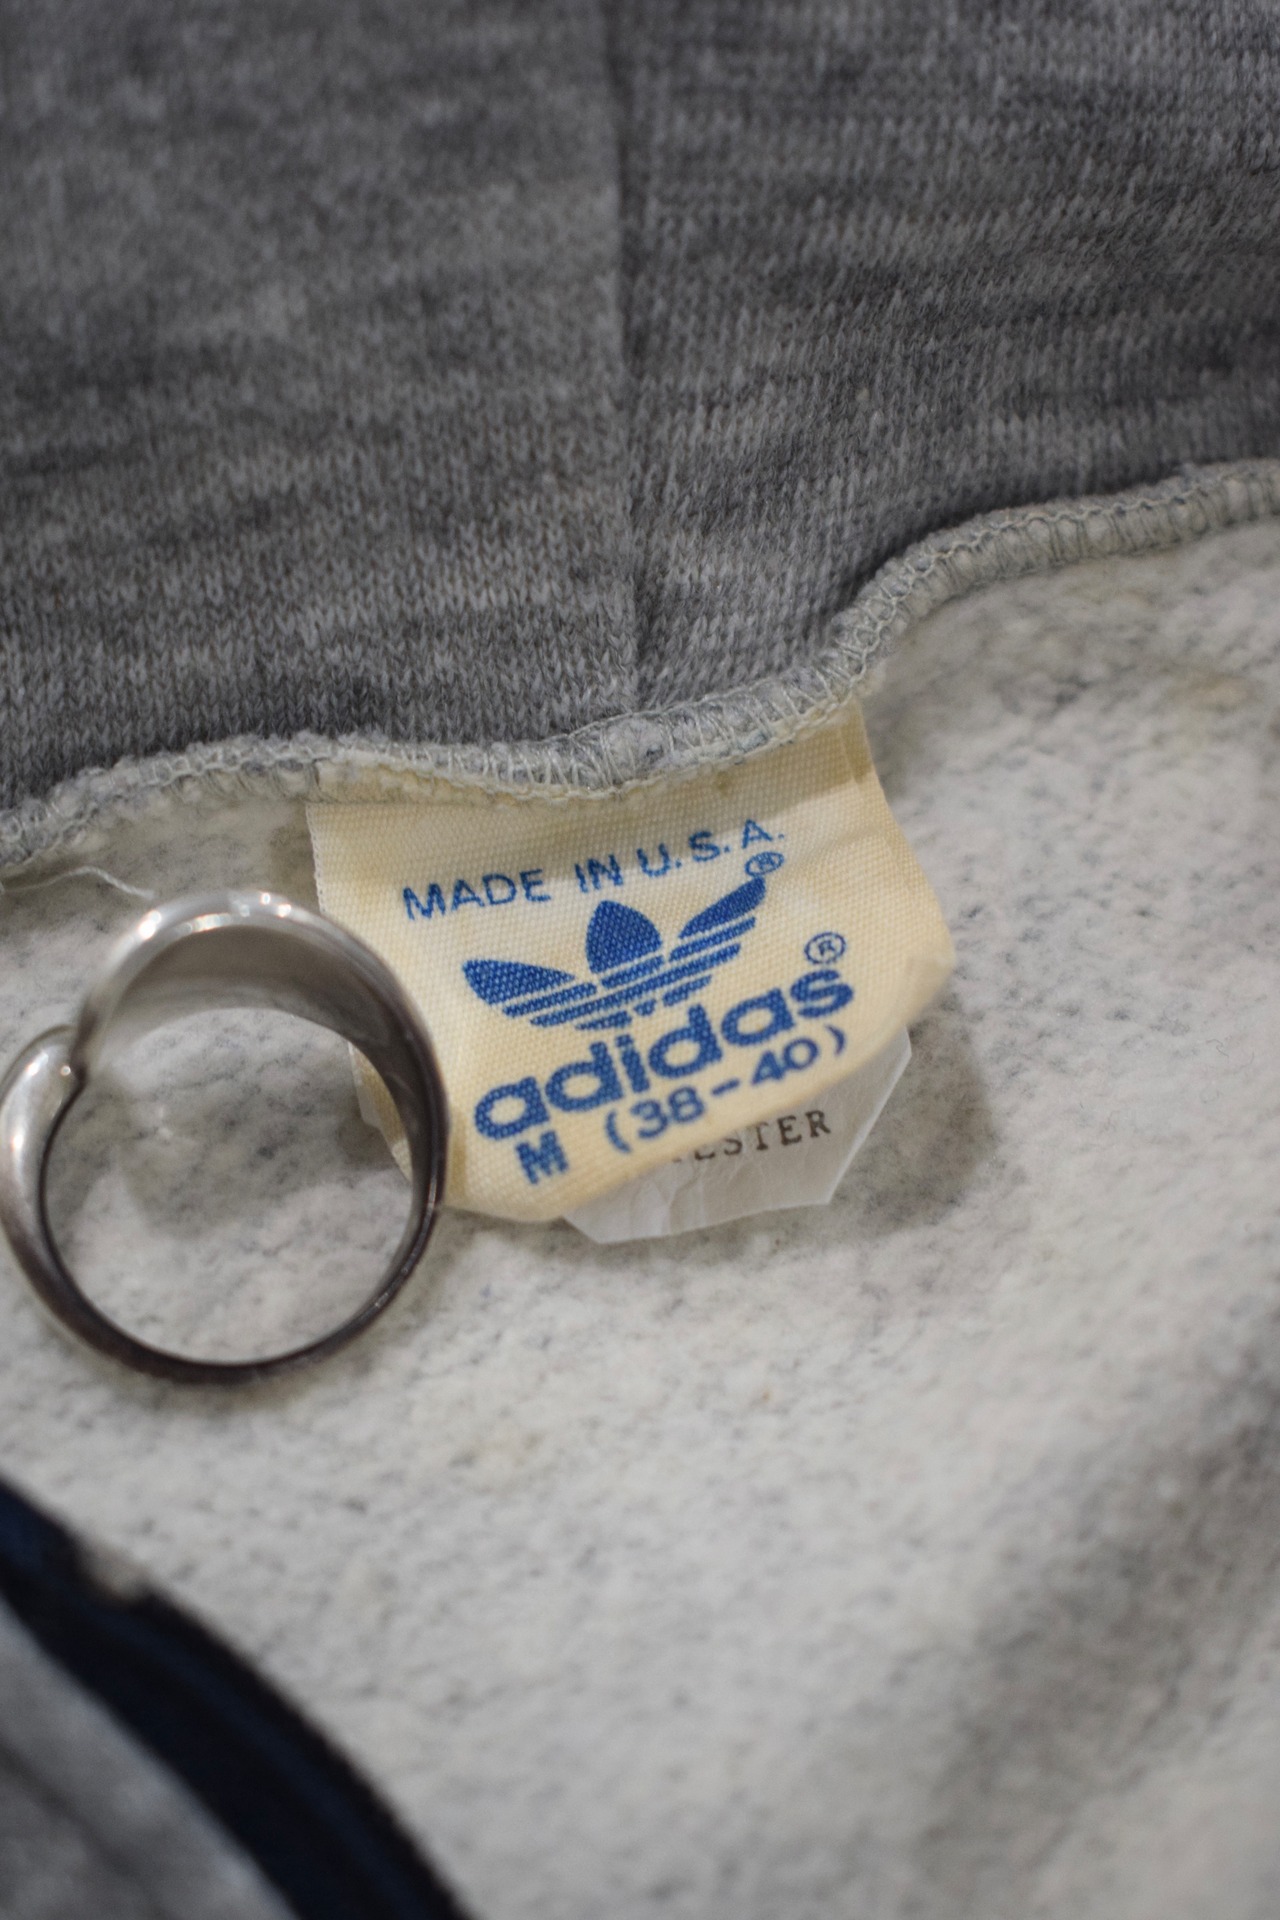 MADE IN U.S.A.
®
adidas®
M (38-40)
ESTER